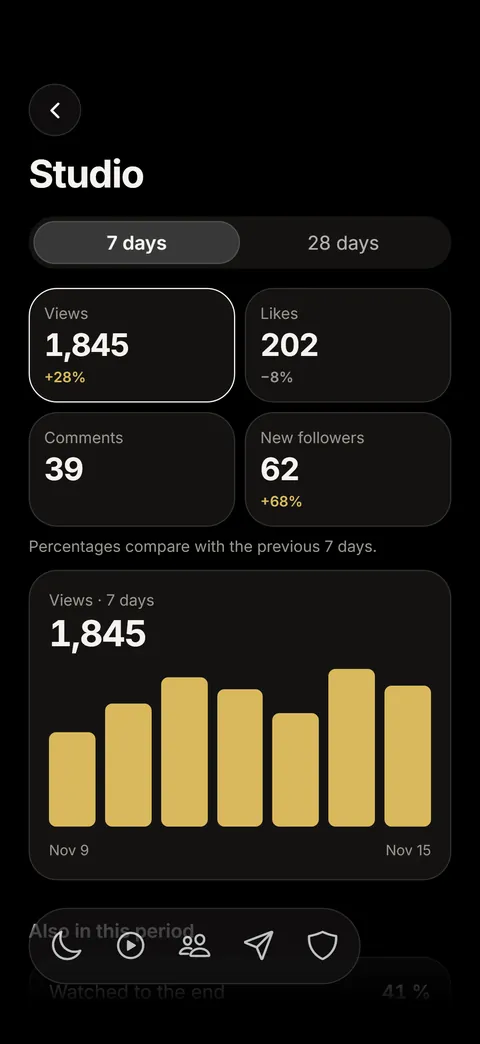 Studio
7 days
28 days
Views
1,845
+28%
Likes
202
−8%
Comments
39
New followers
62
+68%
Percentages compare with the previous 7 days.
Views · 7 days
1,845
Nov 9
Nov 15
Also in this period
Watched to the end
41 %